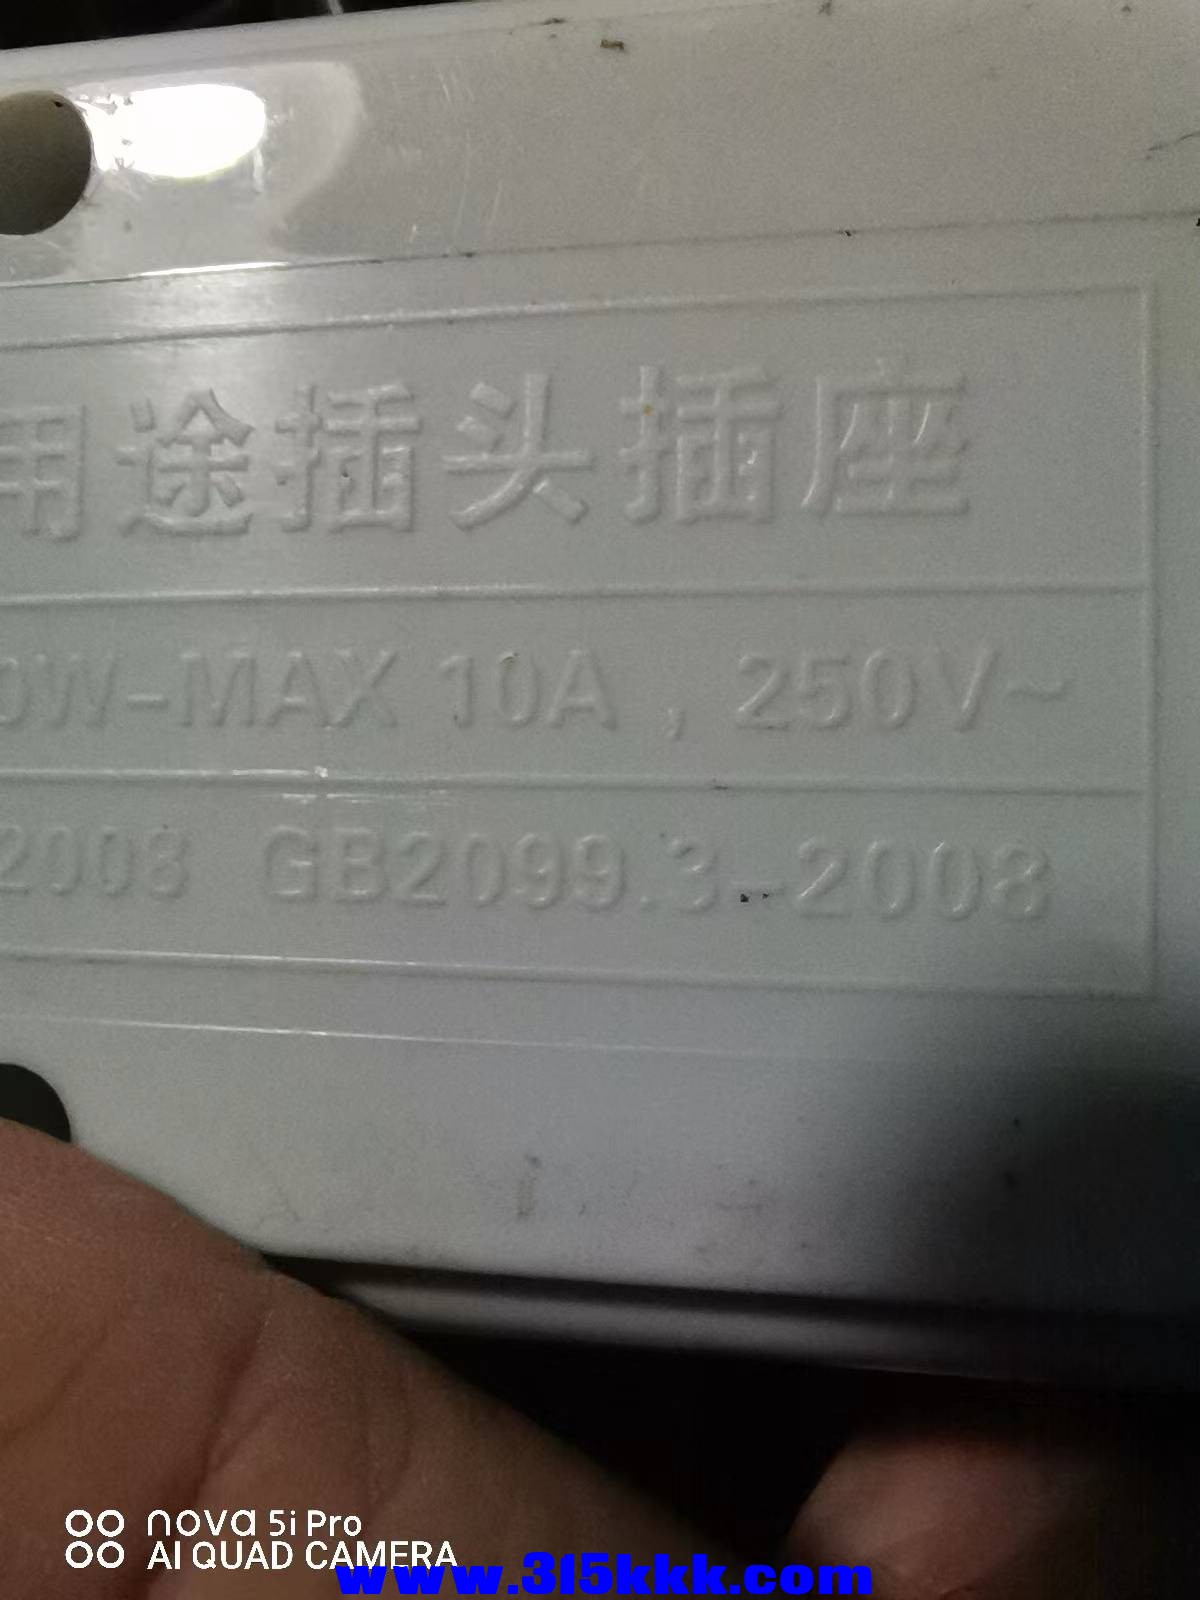 用途插头插座
0W-MAX 10A , 250V~
2008 GB2099.3-2008
nova 5i Pro
AI QUAD CAMERA
www.315kkk.com